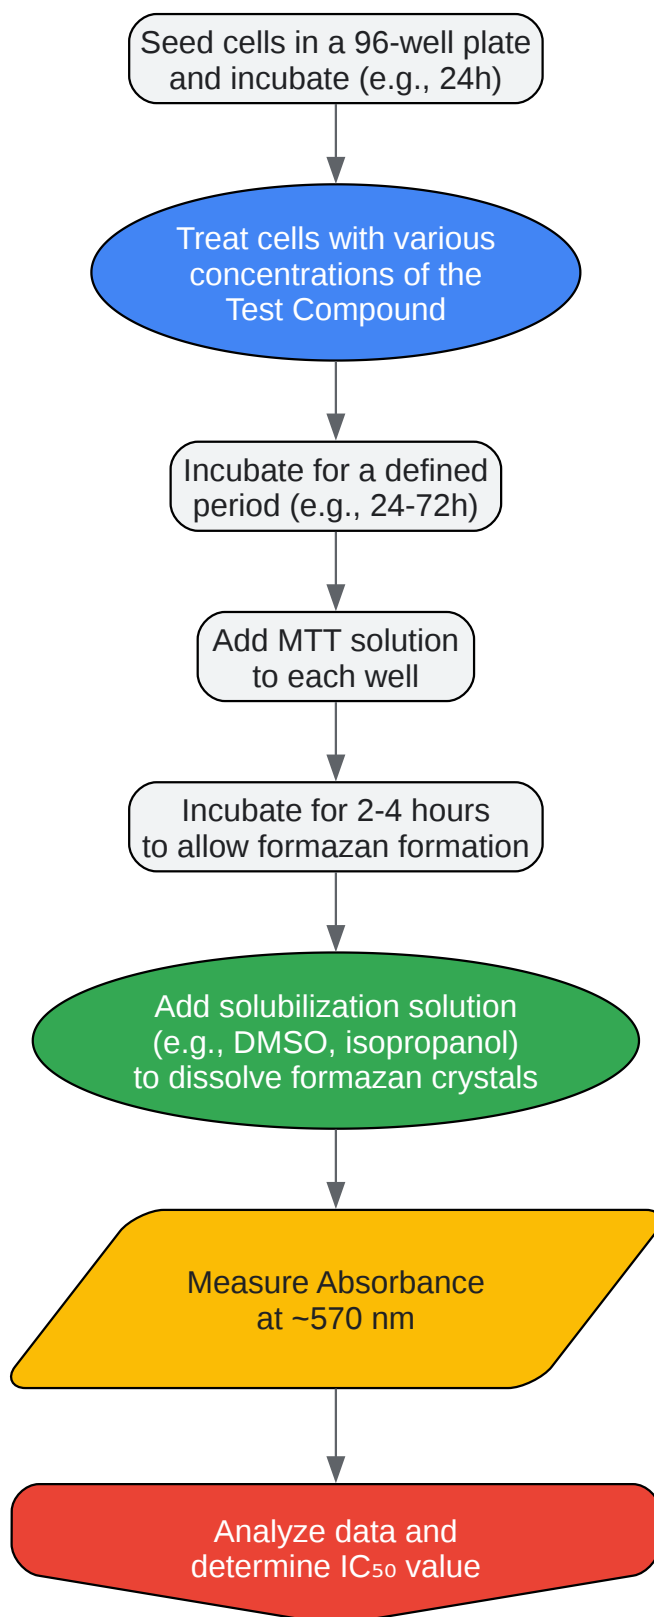 Seed cells in a 96-well plate
and incubate (e.g., 24h)
Treat cells with various
concentrations of the
Test Compound
Incubate for a defined
period (e.g., 24-72h)
Add MTT solution
to each well
Incubate for 2-4 hours
to allow formazan formation
Add solubilization solution
(e.g., DMSO, isopropanol)
to dissolve formazan crystals
Measure Absorbance
at ~570 nm
Analyze data and
determine IC₅₀ value